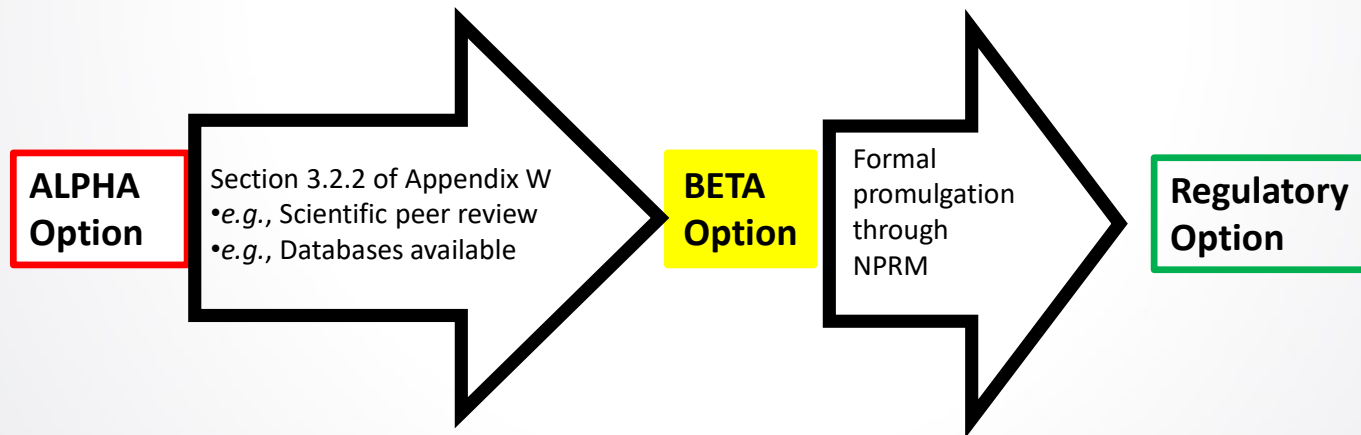 ALPHA
Option
Section 3.2.2 of Appendix W
•e.g., Scientific peer review
•e.g., Databases available
BETA
Option
Formal
promulgation
through
NPRM
Regulatory
Option